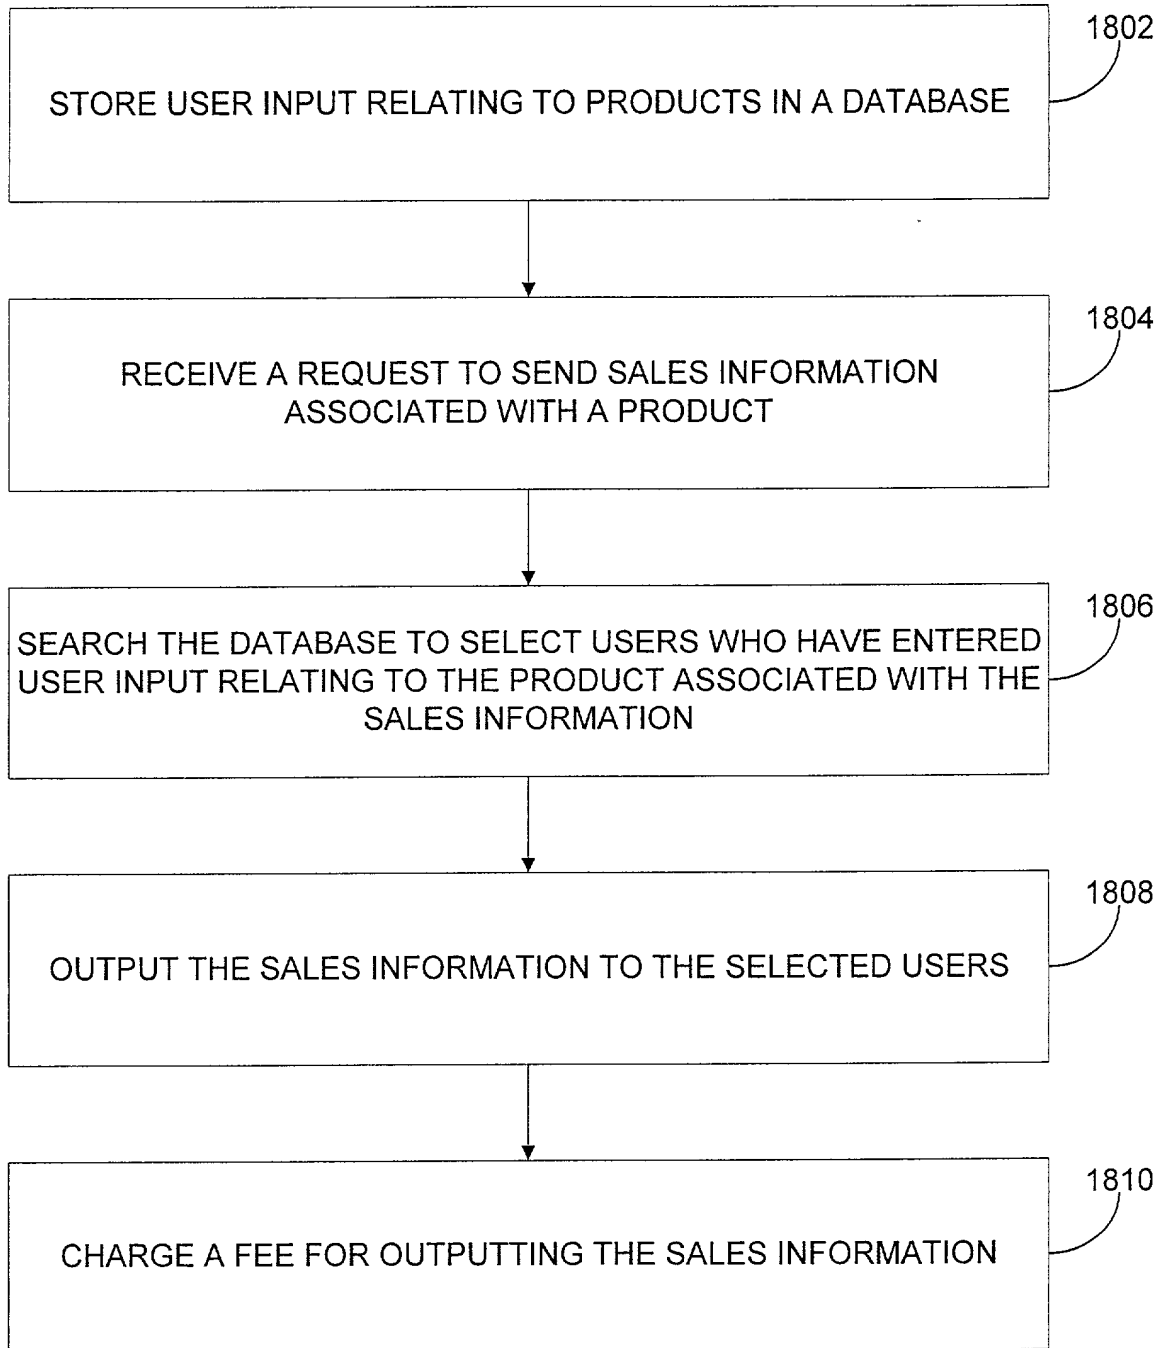 1802
STORE USER INPUT RELATING TO PRODUCTS IN A DATABASE
1804
RECEIVE A REQUEST TO SEND SALES INFORMATION
ASSOCIATED WITH A PRODUCT
1806
SEARCH THE DATABASE TO SELECT USERS WHO HAVE ENTERED
USER INPUT RELATING TO THE PRODUCT ASSOCIATED WITH THE
SALES INFORMATION
1808
OUTPUT THE SALES INFORMATION TO THE SELECTED USERS
1810
CHARGE A FEE FOR OUTPUTTING THE SALES INFORMATION